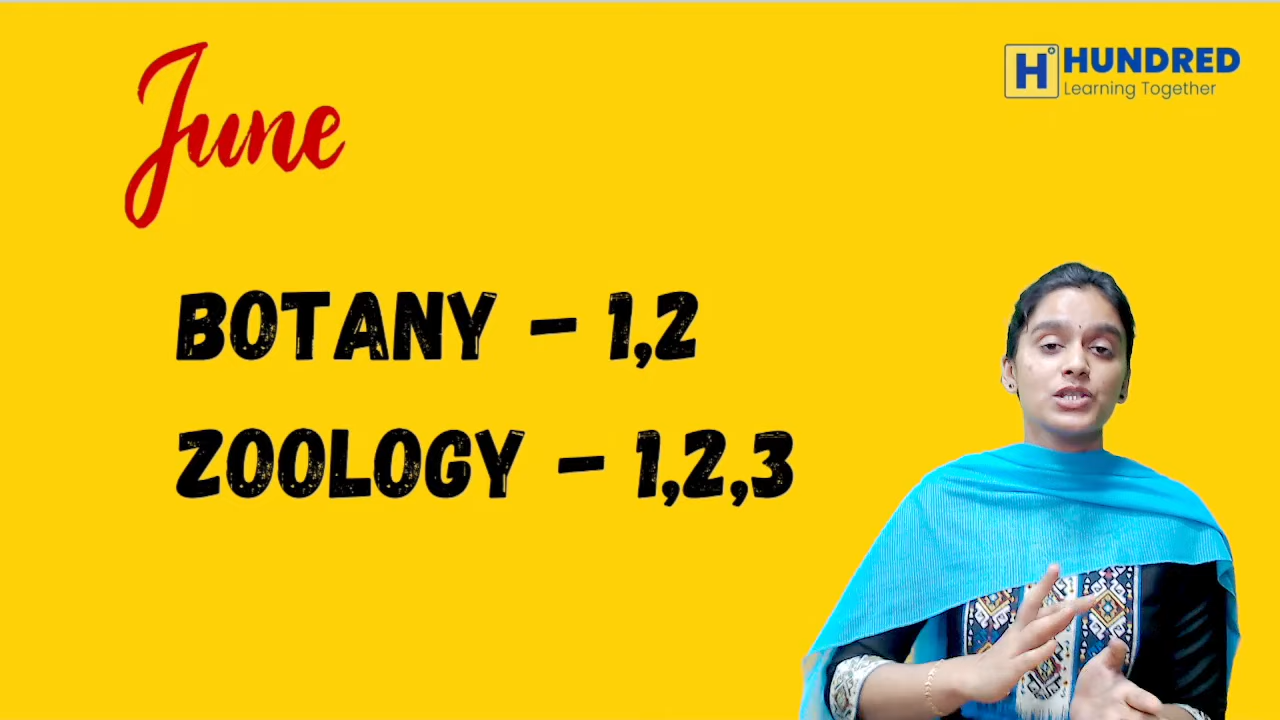 June
HUNDRED
Learning Together
BOTANY - 1,2
ZOOLOGY - 1,2,3